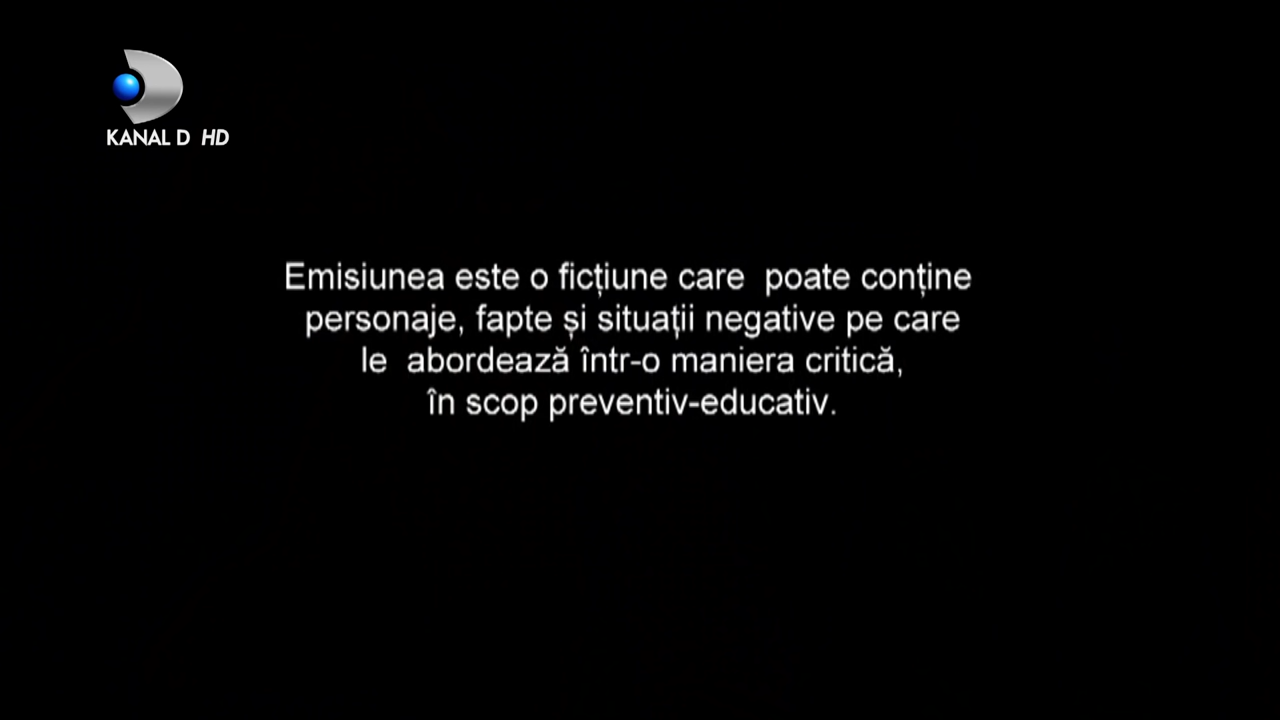 KANAL D HD
Emisiunea este o ficțiune care poate conține
personaje, fapte și situații negative pe care
le abordează într-o maniera critică,
în scop preventiv-educativ.